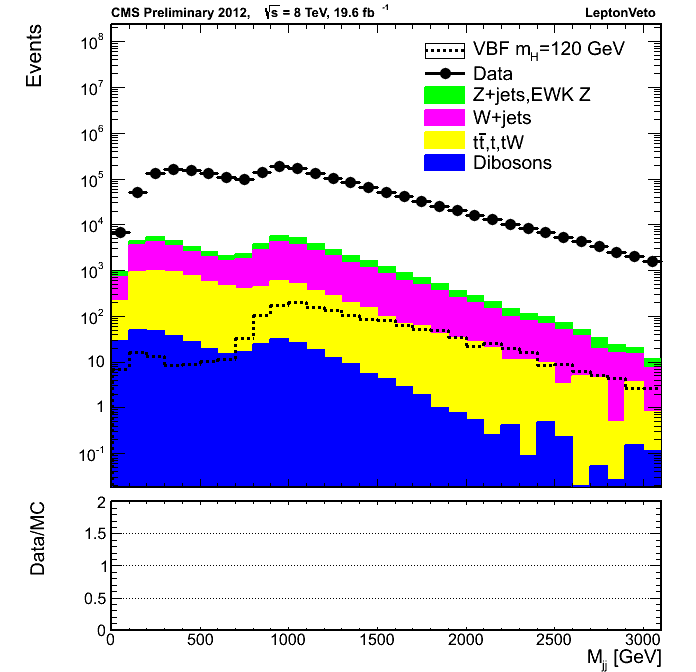 CMS Preliminary 2012, √s = 8 TeV, 19.6 fb⁻¹ LeptonVeto
Events
10⁸
10⁷
10⁶
10⁵
10⁴
10³
10²
10
1
10⁻¹
VBF m_H=120 GeV
Data
Z+jets,EWK Z
W+jets
tt̅,t,tW
Dibosons
Data/MC
2
1.5
1
0.5
0
0 500 1000 1500 2000 2500 3000
M_jj [GeV]